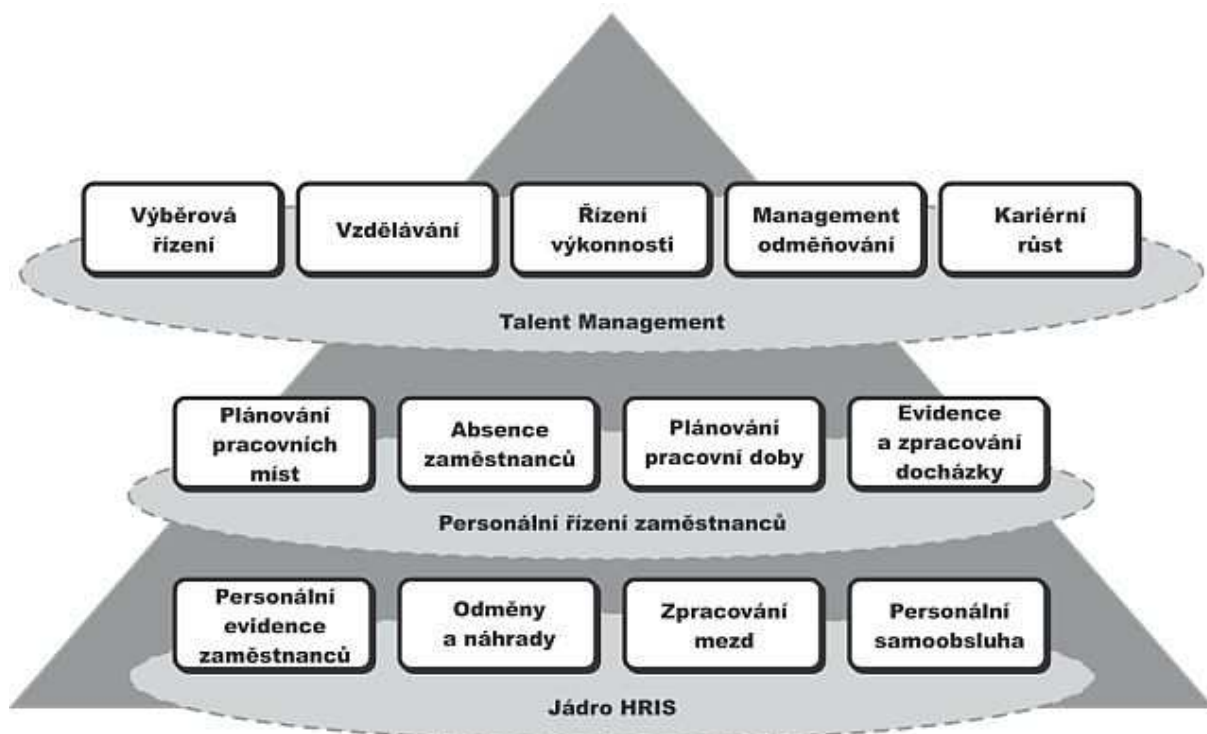 Výběrová
řízení
Vzdělávání
Řízení
výkonnosti
Management
odměňování
Kariérní
růst
Talent Management
Plánování
pracovních
míst
Absence
zaměstnanců
Plánování
pracovní doby
Evidence
a zpracování
docházky
Personální řízení zaměstnanců
Personální
evidence
zaměstnanců
Odměny
a náhrady
Zpracování
mezd
Personální
samoobsluha
Jádro HRIS